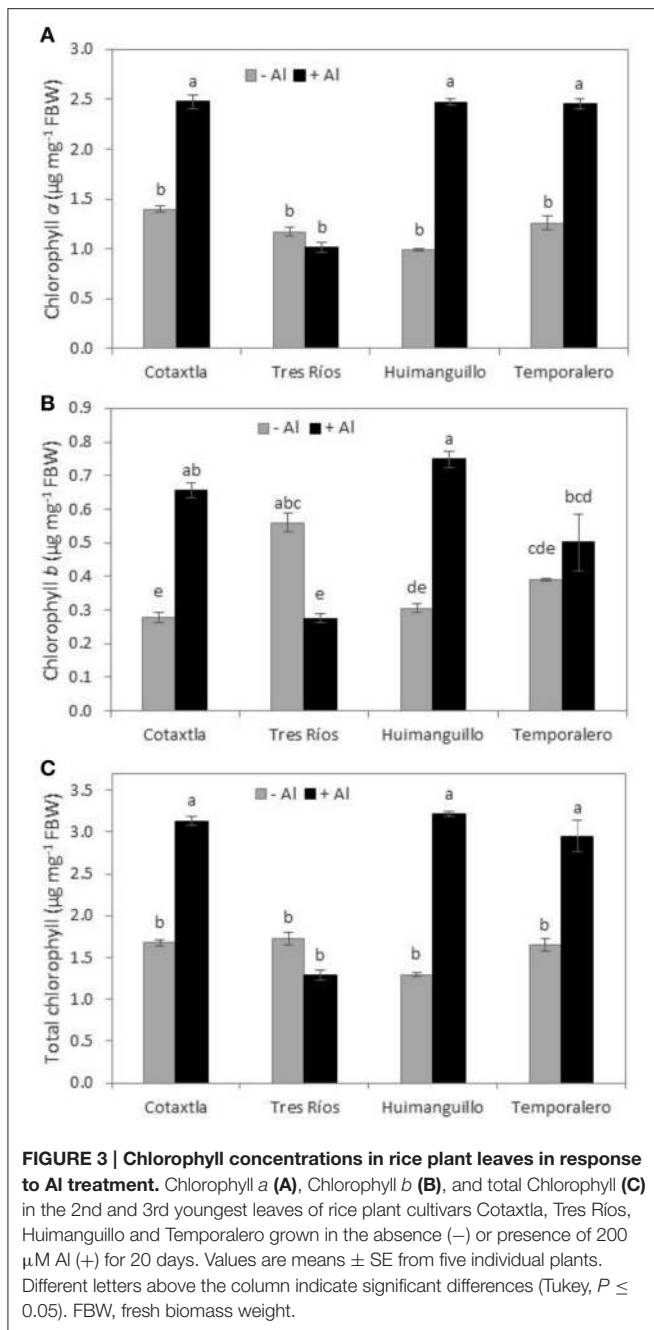 A
Chlorophyll a (µg mg-1 FBW)
3.0
2.5
2.0
1.5
1.0
0.5
0.0
- Al + Al
a
b
b
b
b
a
b
a
Cotaxtla Tres Ríos Huimanguillo Temporalero
B
Chlorophyll b (µg mg-1 FBW)
0.9
0.8
0.7
0.6
0.5
0.4
0.3
0.2
0.1
0.0
- Al + Al
e
ab
abc
e
de
a
cde
bcd
Cotaxtla Tres Ríos Huimanguillo Temporalero
C
Total chlorophyll (µg mg-1 FBW)
3.5
3.0
2.5
2.0
1.5
1.0
0.5
0.0
- Al + Al
b
a
b
b
b
a
b
a
Cotaxtla Tres Ríos Huimanguillo Temporalero
FIGURE 3 | Chlorophyll concentrations in rice plant leaves in response
to Al treatment. Chlorophyll a (A), Chlorophyll b (B), and total Chlorophyll (C)
in the 2nd and 3rd youngest leaves of rice plant cultivars Cotaxtla, Tres Ríos,
Huimanguillo and Temporalero grown in the absence (−) or presence of 200
µM Al (+) for 20 days. Values are means ± SE from five individual plants.
Different letters above the column indicate significant differences (Tukey, P ≤
0.05). FBW, fresh biomass weight.